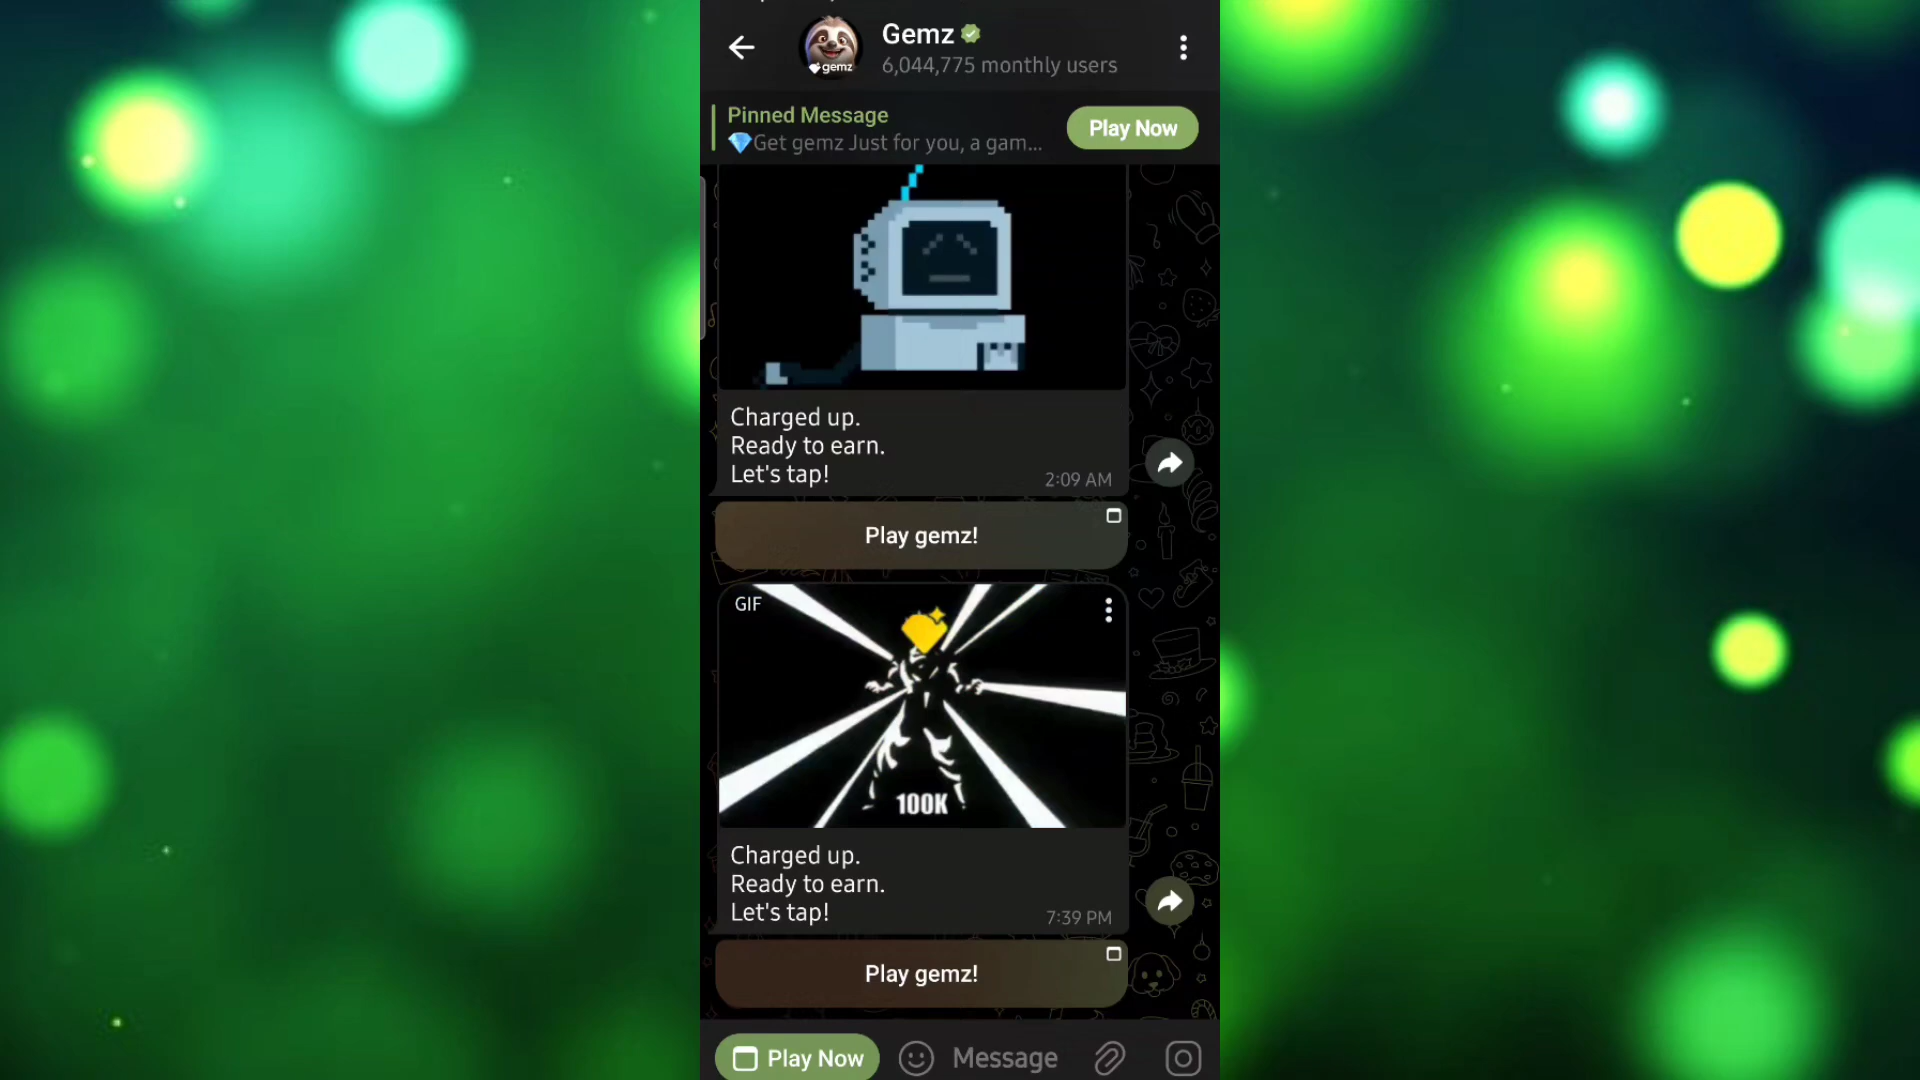 Gemz
gemz
6,044,775 monthly users
Pinned Message
💎Get gemz Just for you, a gam...
Play Now
Charged up.
Ready to earn.
Let's tap!
2:09 AM
Play gemz!
GIF
100K
Charged up.
Ready to earn.
Let's tap!
7:39 PM
Play gemz!
Play Now
Message